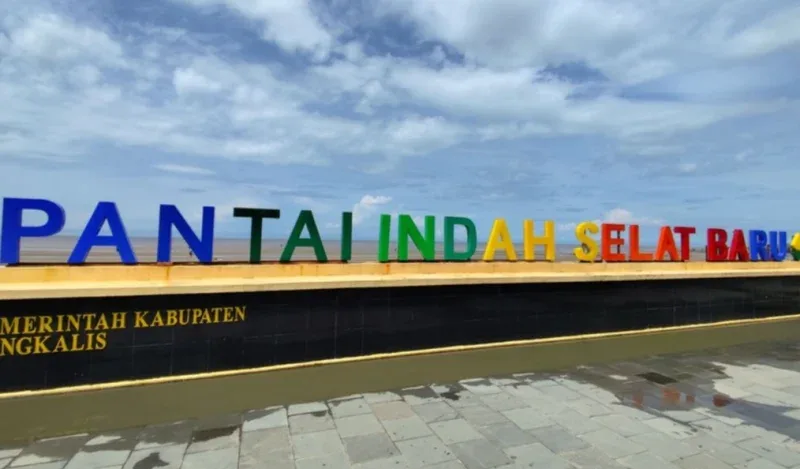 PANTAI INDAH SELAT BARU
MERINTAH KABUPATEN
NGKALIS